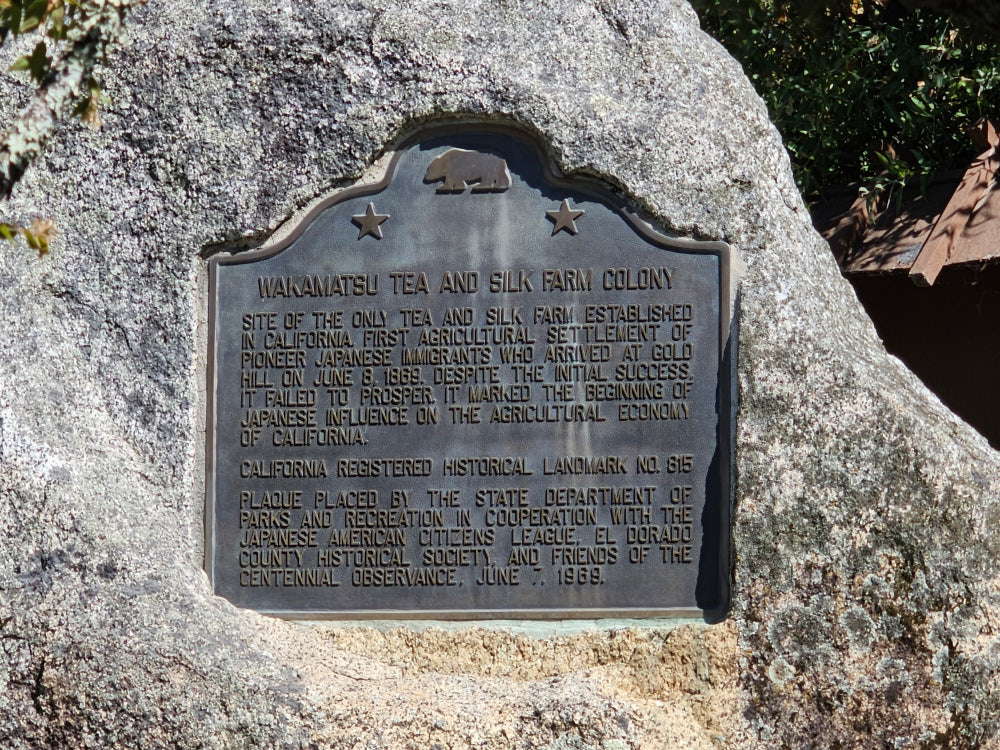 WAKAMATSU TEA AND SILK FARM COLONY
SITE OF THE ONLY TEA AND SILK FARM ESTABLISHED
IN CALIFORNIA. FIRST AGRICULTURAL SETTLEMENT OF
PIONEER JAPANESE IMMIGRANTS WHO ARRIVED AT GOLD
HILL ON JUNE 8, 1869. DESPITE THE INITIAL SUCCESS,
IT FAILED TO PROSPER. IT MARKED THE BEGINNING OF
JAPANESE INFLUENCE ON THE AGRICULTURAL ECONOMY
OF CALIFORNIA.
CALIFORNIA REGISTERED HISTORICAL LANDMARK NO. 815
PLAQUE PLACED BY THE STATE DEPARTMENT OF
PARKS AND RECREATION IN COOPERATION WITH THE
JAPANESE AMERICAN CITIZENS LEAGUE, EL DORADO
COUNTY HISTORICAL SOCIETY, AND FRIENDS OF THE
CENTENNIAL OBSERVANCE, JUNE 7, 1969.